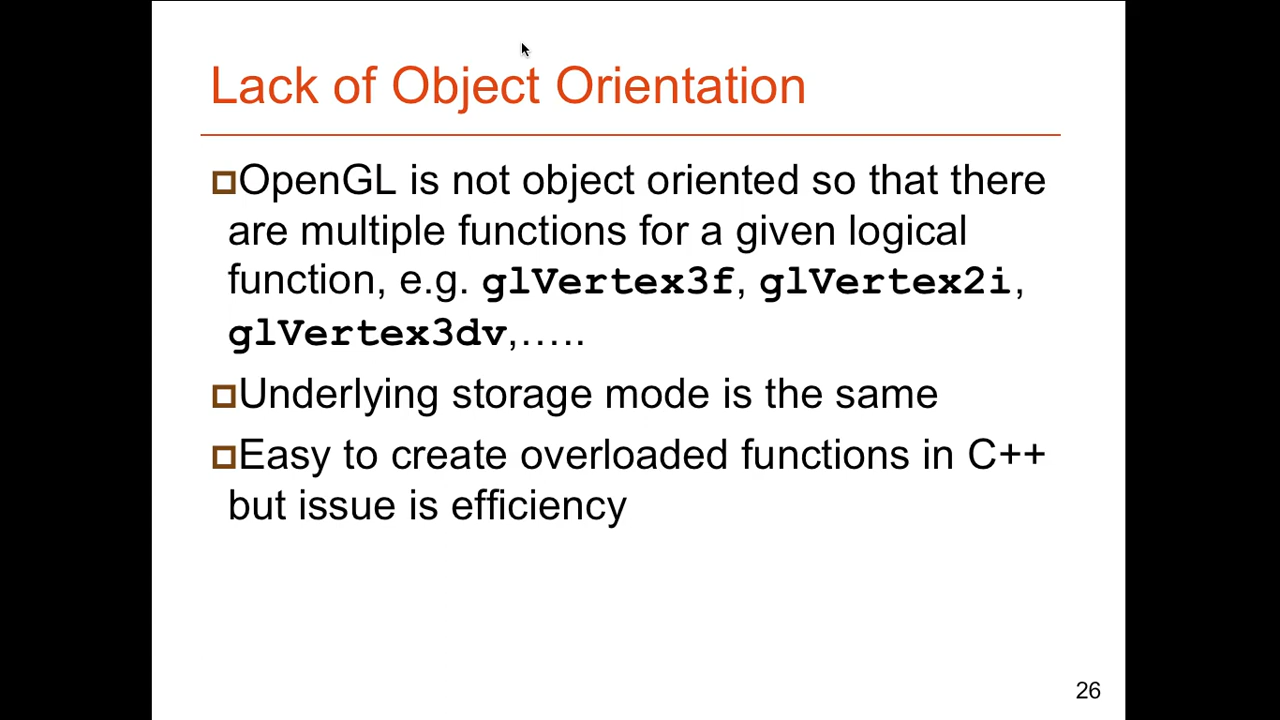 Lack of Object Orientation
OpenGL is not object oriented so that there
are multiple functions for a given logical
function, e.g. glVertex3f, glVertex2i,
glVertex3dv,…..
Underlying storage mode is the same
Easy to create overloaded functions in C++
but issue is efficiency
26